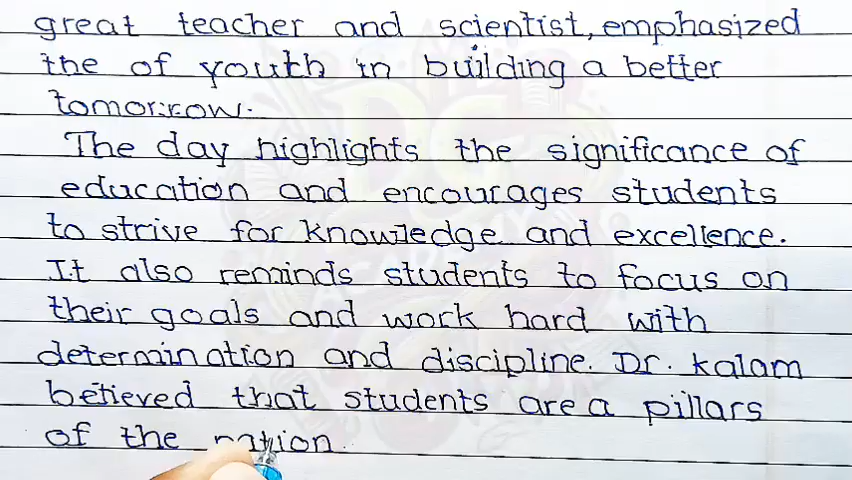 great teacher and scientist, emphasized
the of youth in building a better
tomorrow.
The day highlights the significance of
education and encourages students
to strive for knowledge and excellence.
It also reminds students to focus on
their goals and work hard with
determination and discipline. Dr. Kalam
believed that students are a pillars
of the nation